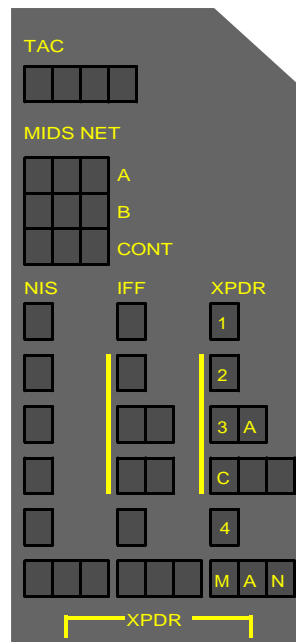 TAC
MIDS NET
A
B
CONT
NIS IFF XPDR
1
2
3 A
C
4
M A N
XPDR